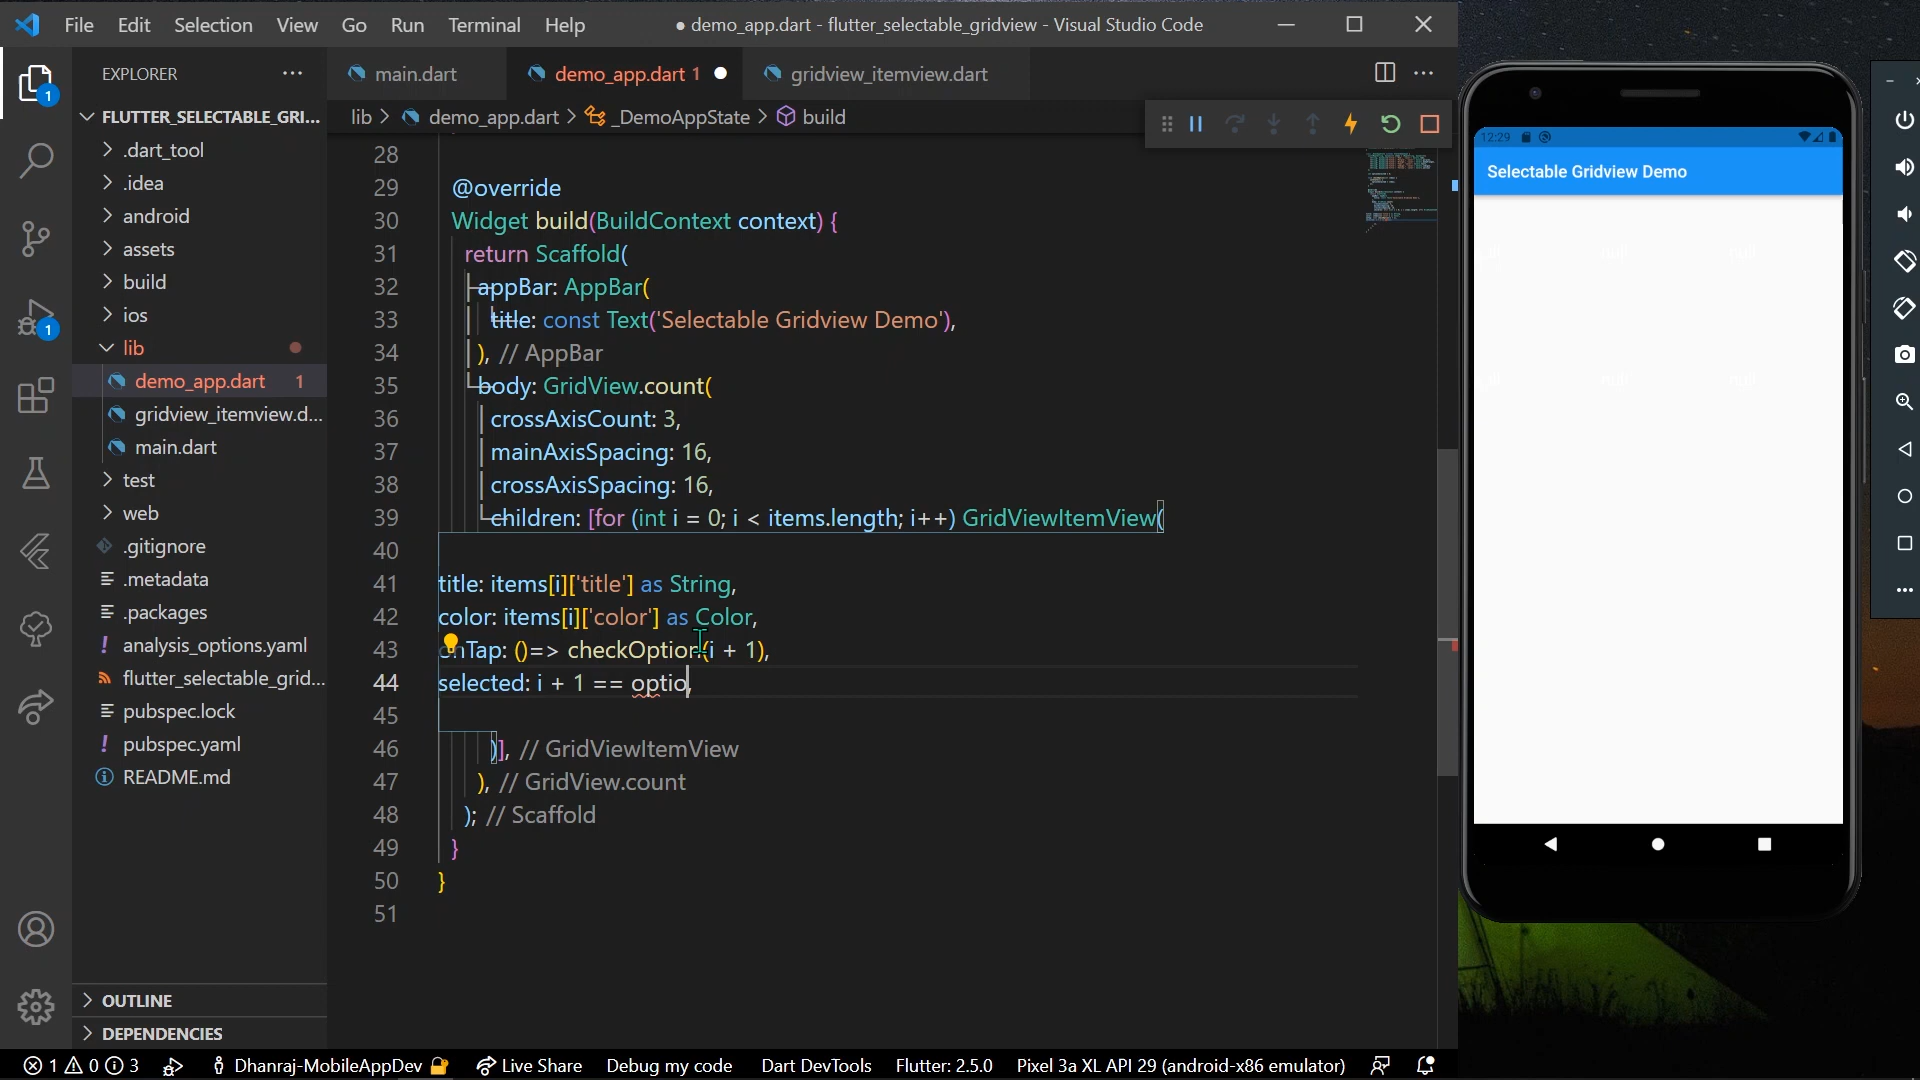 File Edit Selection View Go Run Terminal Help
● demo_app.dart - flutter_selectable_gridview - Visual Studio Code
EXPLORER
main.dart
demo_app.dart 1
gridview_itemview.dart
lib > demo_app.dart > _DemoAppState > build
FLUTTER_SELECTABLE_GRI...
.dart_tool
.idea
android
assets
build
ios
lib
demo_app.dart 1
gridview_itemview.d...
main.dart
test
web
.gitignore
.metadata
.packages
analysis_options.yaml
flutter_selectable_grid...
pubspec.lock
pubspec.yaml
README.md
OUTLINE
DEPENDENCIES
1
1
28
29 @override
30 Widget build(BuildContext context) {
31 return Scaffold(
32 appBar: AppBar(
33 title: const Text('Selectable Gridview Demo'),
34 ), // AppBar
35 body: GridView.count(
36 crossAxisCount: 3,
37 mainAxisSpacing: 16,
38 crossAxisSpacing: 16,
39 children: [for (int i = 0; i < items.length; i++) GridViewItemView(
40
41 title: items[i]['title'] as String,
42 color: items[i]['color'] as Color,
43 onTap: ()=> checkOption(i + 1),
44 selected: i + 1 == optio,
45
46 )], // GridViewItemView
47 ), // GridView.count
48 ); // Scaffold
49 }
50 }
51
12:29
Selectable Gridview Demo
null null
null null
1 0 3 Dhanraj-MobileAppDev Live Share Debug my code Dart DevTools Flutter: 2.5.0 Pixel 3a XL API 29 (android-x86 emulator)